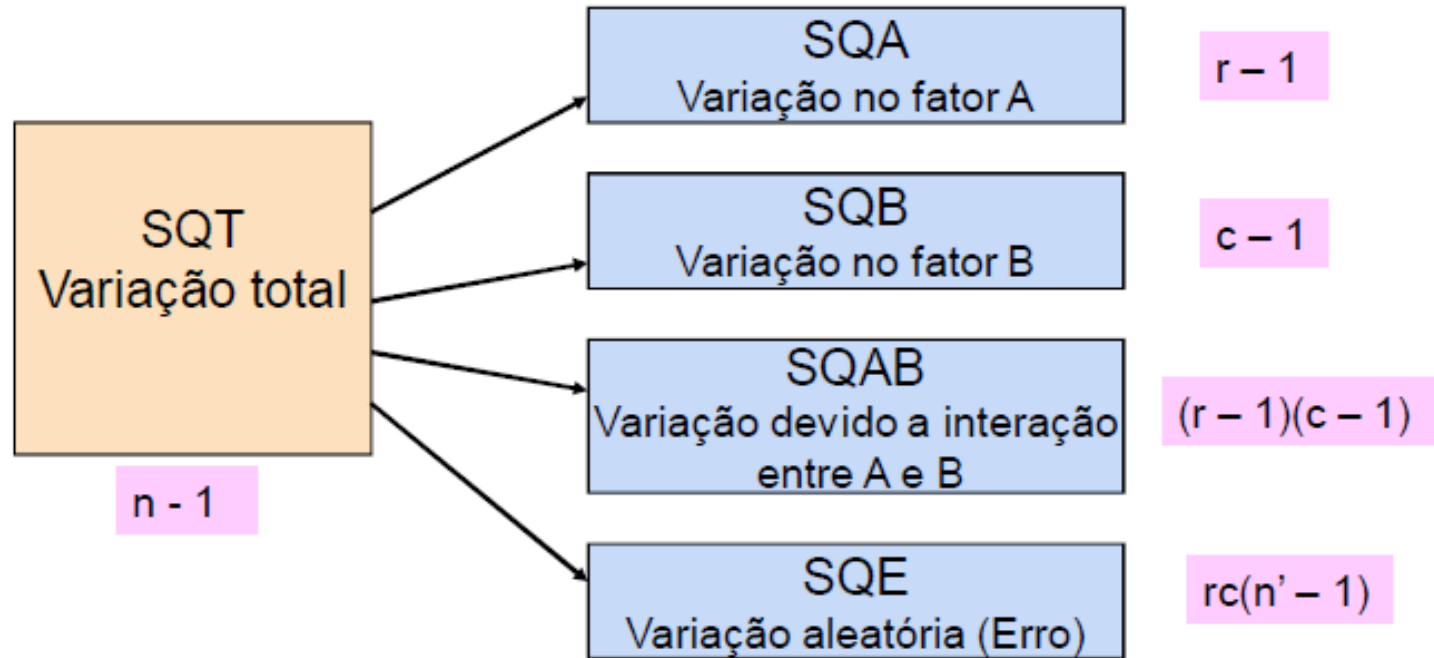 SQT
Variação total
n - 1
SQA
Variação no fator A
r – 1
SQB
Variação no fator B
c – 1
SQAB
Variação devido a interação
entre A e B
(r – 1)(c – 1)
SQE
Variação aleatória (Erro)
rc(n’ – 1)